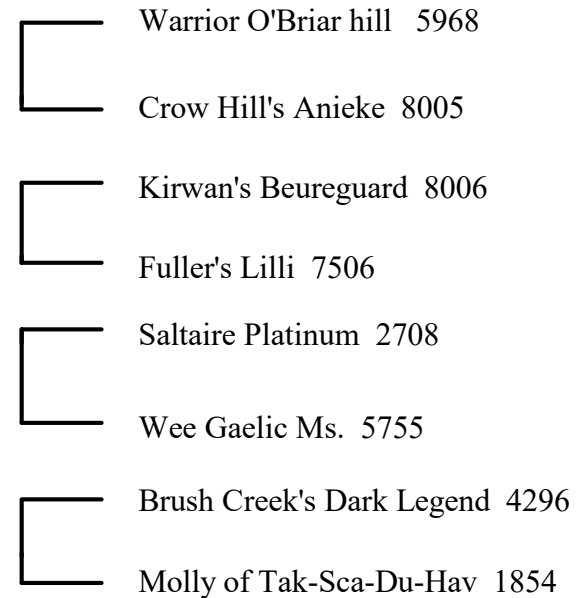 Warrior O'Briar hill 5968
Crow Hill's Anieke 8005
Kirwan's Beureguard 8006
Fuller's Lilli 7506
Saltaire Platinum 2708
Wee Gaelic Ms. 5755
Brush Creek's Dark Legend 4296
Molly of Tak-Sca-Du-Hav 1854